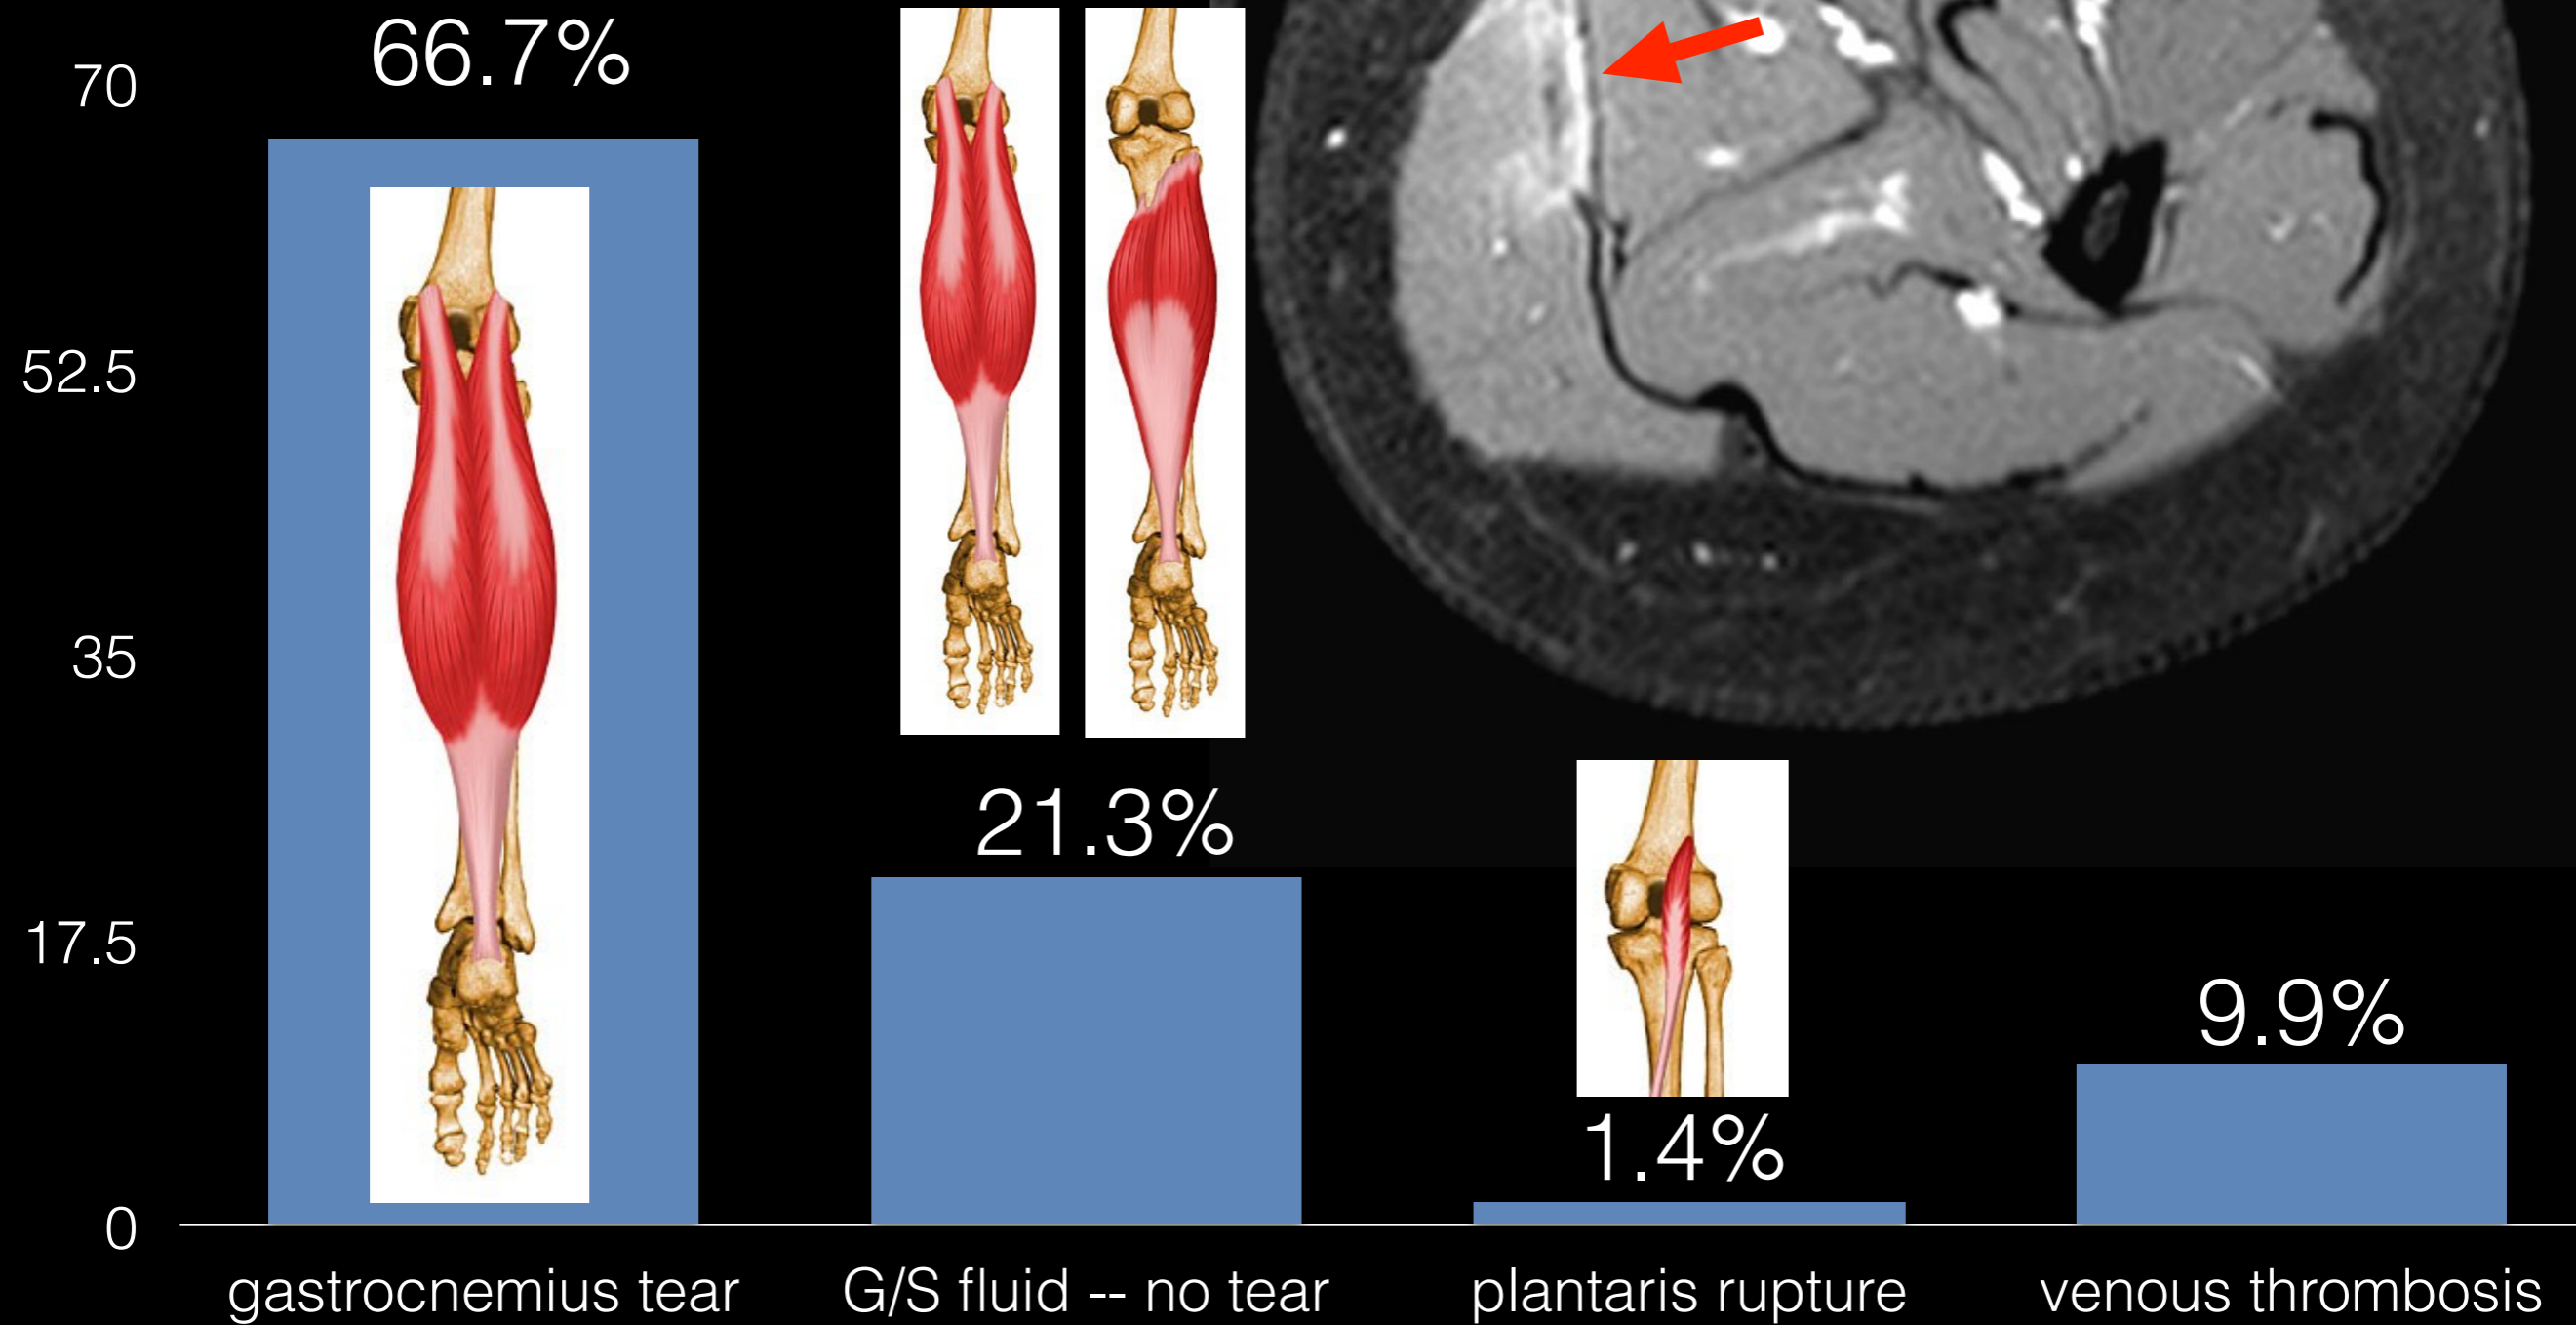 66.7%
70
52.5
35
21.3%
17.5
9.9%
1.4%
0
gastrocnemius tear
G/S fluid -- no tear
plantaris rupture
venous thrombosis